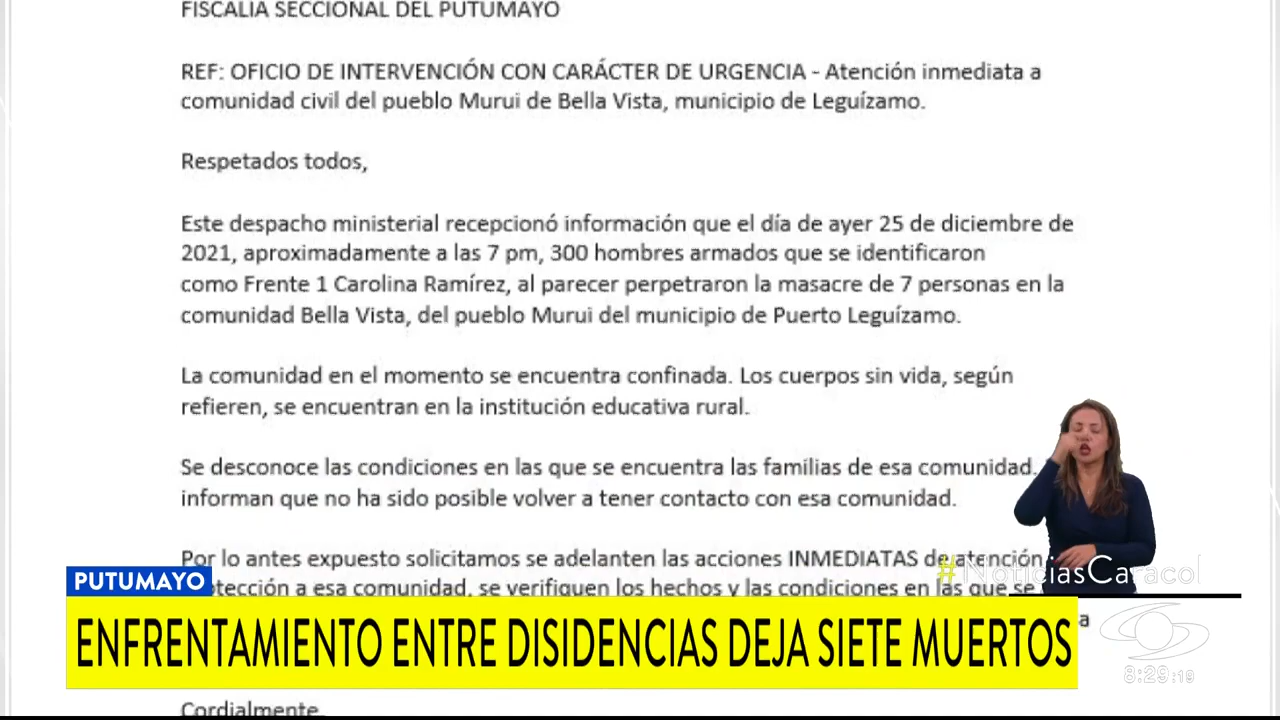 FISCALIA SECCIONAL DEL PUTUMAYO
REF: OFICIO DE INTERVENCIÓN CON CARÁCTER DE URGENCIA - Atención inmediata a
comunidad civil del pueblo Murui de Bella Vista, municipio de Leguízamo.
Respetados todos,
Este despacho ministerial recepcionó información que el día de ayer 25 de diciembre de
2021, aproximadamente a las 7 pm, 300 hombres armados que se identificaron
como Frente 1 Carolina Ramírez, al parecer perpetraron la masacre de 7 personas en la
comunidad Bella Vista, del pueblo Murui del municipio de Puerto Leguízamo.
La comunidad en el momento se encuentra confinada. Los cuerpos sin vida, según
refieren, se encuentran en la institución educativa rural.
Se desconoce las condiciones en las que se encuentra las familias de esa comunidad.
informan que no ha sido posible volver a tener contacto con esa comunidad.
Por lo antes expuesto solicitamos se adelanten las acciones INMEDIATAS de atención
a esa comunidad, se verifiquen los hechos y las condiciones en las que se
#NoticiasCaracol
PUTUMAYO
ENFRENTAMIENTO ENTRE DISIDENCIAS DEJA SIETE MUERTOS
8:29:19
Cordialmente,